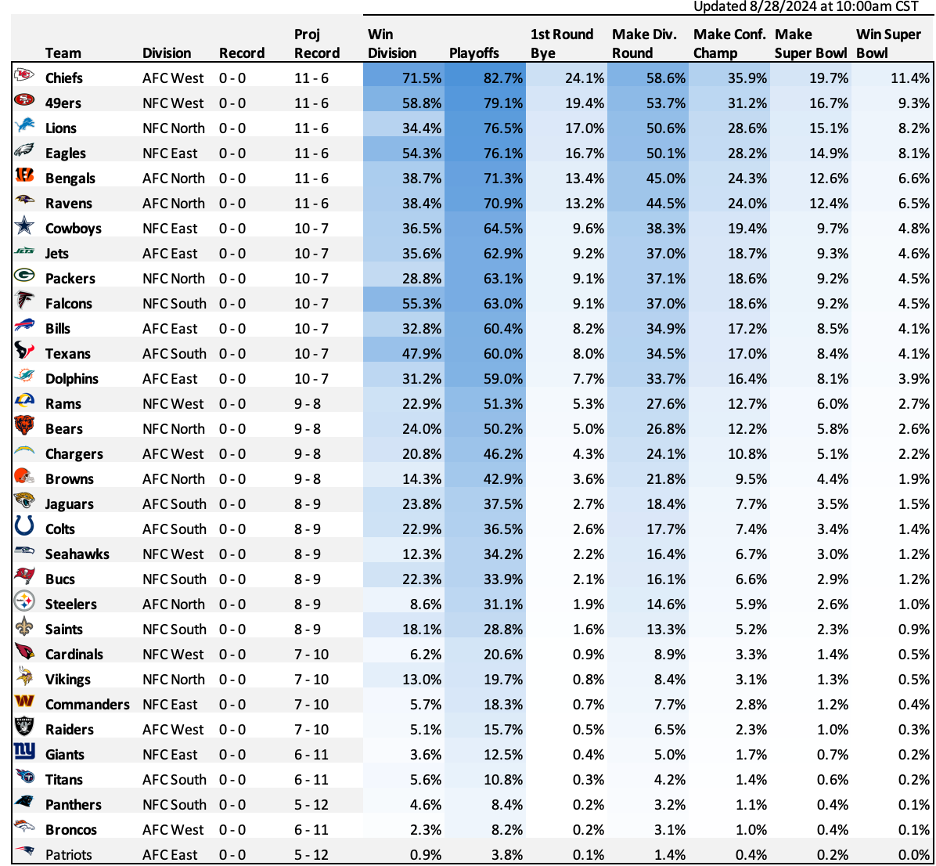 Updated 8/28/2024 at 10:00am CST
Proj Win 1st Round Make Div. Make Conf. Make Win Super
Team Division Record Record Division Playoffs Bye Round Champ Super Bowl Bowl
Chiefs AFC West 0 - 0 11 - 6 71.5% 82.7% 24.1% 58.6% 35.9% 19.7% 11.4%
49ers NFC West 0 - 0 11 - 6 58.8% 79.1% 19.4% 53.7% 31.2% 16.7% 9.3%
Lions NFC North 0 - 0 11 - 6 34.4% 76.5% 17.0% 50.6% 28.6% 15.1% 8.2%
Eagles NFC East 0 - 0 11 - 6 54.3% 76.1% 16.7% 50.1% 28.2% 14.9% 8.1%
Bengals AFC North 0 - 0 11 - 6 38.7% 71.3% 13.4% 45.0% 24.3% 12.6% 6.6%
Ravens AFC North 0 - 0 11 - 6 38.4% 70.9% 13.2% 44.5% 24.0% 12.4% 6.5%
Cowboys NFC East 0 - 0 10 - 7 36.5% 64.5% 9.6% 38.3% 19.4% 9.7% 4.8%
JETS Jets AFC East 0 - 0 10 - 7 35.6% 62.9% 9.2% 37.0% 18.7% 9.3% 4.6%
Packers NFC North 0 - 0 10 - 7 28.8% 63.1% 9.1% 37.1% 18.6% 9.2% 4.5%
Falcons NFC South 0 - 0 10 - 7 55.3% 63.0% 9.1% 37.0% 18.6% 9.2% 4.5%
Bills AFC East 0 - 0 10 - 7 32.8% 60.4% 8.2% 34.9% 17.2% 8.5% 4.1%
Texans AFC South 0 - 0 10 - 7 47.9% 60.0% 8.0% 34.5% 17.0% 8.4% 4.1%
Dolphins AFC East 0 - 0 10 - 7 31.2% 59.0% 7.7% 33.7% 16.4% 8.1% 3.9%
Rams NFC West 0 - 0 9 - 8 22.9% 51.3% 5.3% 27.6% 12.7% 6.0% 2.7%
Bears NFC North 0 - 0 9 - 8 24.0% 50.2% 5.0% 26.8% 12.2% 5.8% 2.6%
Chargers AFC West 0 - 0 9 - 8 20.8% 46.2% 4.3% 24.1% 10.8% 5.1% 2.2%
Browns AFC North 0 - 0 9 - 8 14.3% 42.9% 3.6% 21.8% 9.5% 4.4% 1.9%
Jaguars AFC South 0 - 0 8 - 9 23.8% 37.5% 2.7% 18.4% 7.7% 3.5% 1.5%
Colts AFC South 0 - 0 8 - 9 22.9% 36.5% 2.6% 17.7% 7.4% 3.4% 1.4%
Seahawks NFC West 0 - 0 8 - 9 12.3% 34.2% 2.2% 16.4% 6.7% 3.0% 1.2%
Bucs NFC South 0 - 0 8 - 9 22.3% 33.9% 2.1% 16.1% 6.6% 2.9% 1.2%
Steelers AFC North 0 - 0 8 - 9 8.6% 31.1% 1.9% 14.6% 5.9% 2.6% 1.0%
Saints NFC South 0 - 0 8 - 9 18.1% 28.8% 1.6% 13.3% 5.2% 2.3% 0.9%
Cardinals NFC West 0 - 0 7 - 10 6.2% 20.6% 0.9% 8.9% 3.3% 1.4% 0.5%
Vikings NFC North 0 - 0 7 - 10 13.0% 19.7% 0.8% 8.4% 3.1% 1.3% 0.5%
W Commanders NFC East 0 - 0 7 - 10 5.7% 18.3% 0.7% 7.7% 2.8% 1.2% 0.4%
Raiders AFC West 0 - 0 7 - 10 5.1% 15.7% 0.5% 6.5% 2.3% 1.0% 0.3%
ny Giants NFC East 0 - 0 6 - 11 3.6% 12.5% 0.4% 5.0% 1.7% 0.7% 0.2%
Titans AFC South 0 - 0 6 - 11 5.6% 10.8% 0.3% 4.2% 1.4% 0.6% 0.2%
Panthers NFC South 0 - 0 5 - 12 4.6% 8.4% 0.2% 3.2% 1.1% 0.4% 0.1%
Broncos AFC West 0 - 0 6 - 11 2.3% 8.2% 0.2% 3.1% 1.0% 0.4% 0.1%
Patriots AFC East 0 - 0 5 - 12 0.9% 3.8% 0.1% 1.4% 0.4% 0.2% 0.0%